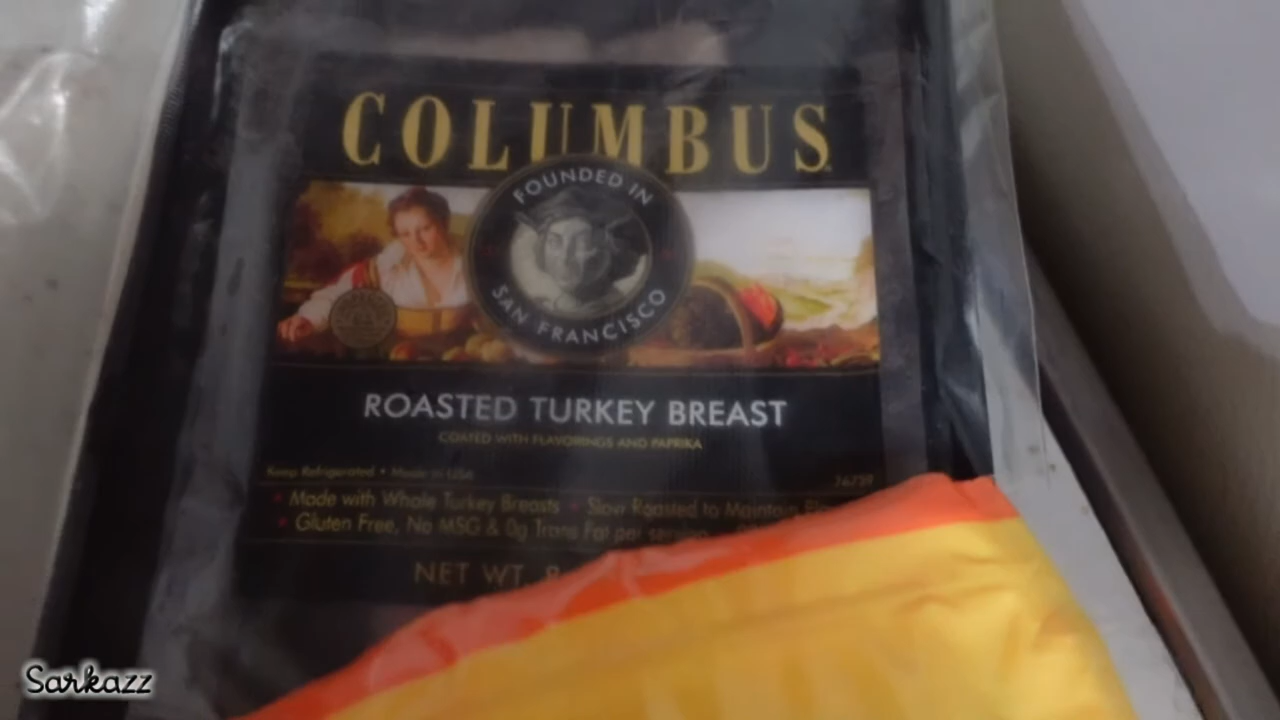 COLUMBUS
FOUNDED IN
SAN FRANCISCO
ROASTED TURKEY BREAST
COATED WITH FLAVORINGS AND PAPRIKA
Keep Refrigerated • Made in USA
• Made with Whole Turkey Breasts • Slow Roasted to Maintain
• Gluten Free, No MSG & 0g Trans Fat per serving
NET WT.
Sarkazz